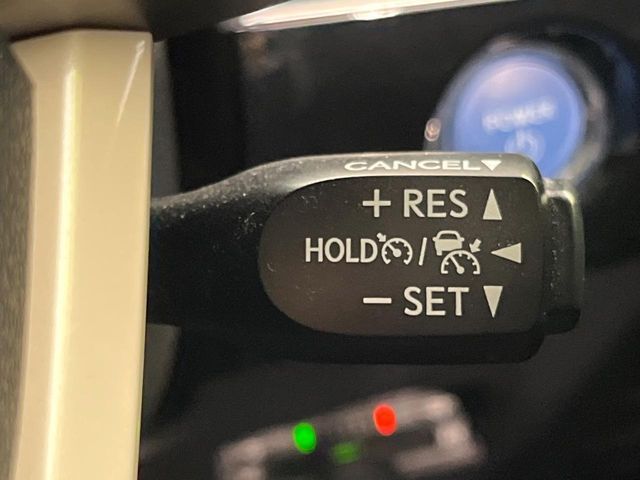 POWER
CANCEL▼
+ RES ▲
HOLD / ◄
− SET ▼